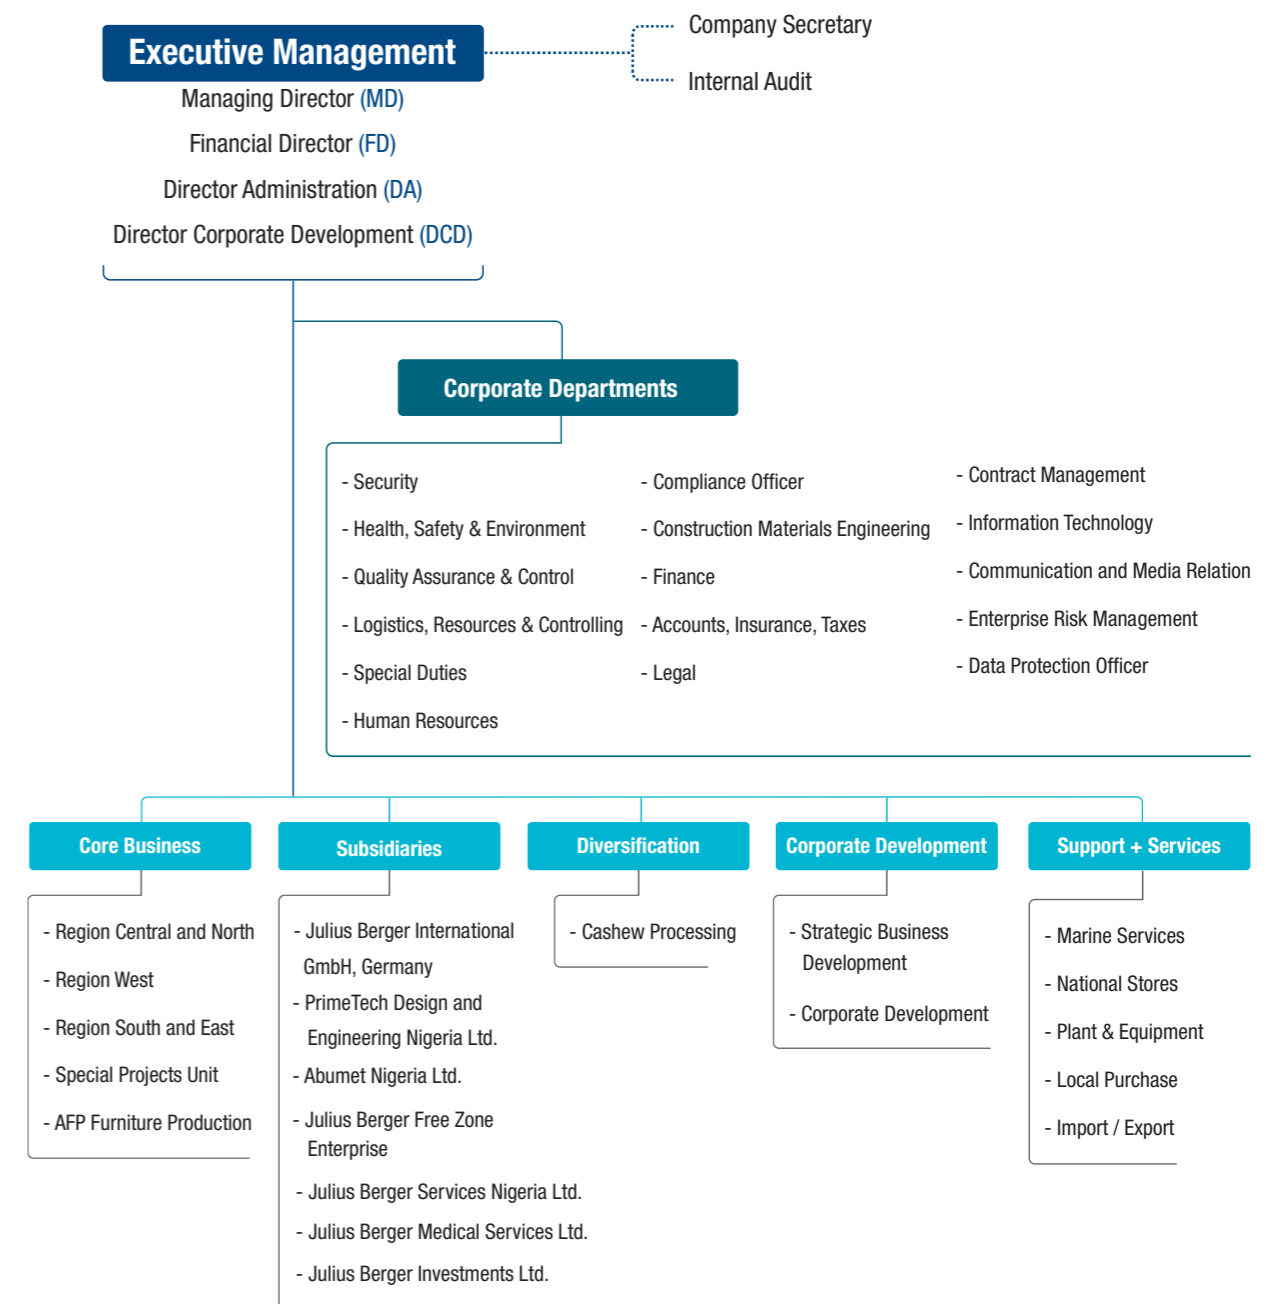 Executive Management
Company Secretary
Internal Audit
Managing Director (MD)
Financial Director (FD)
Director Administration (DA)
Director Corporate Development (DCD)
Corporate Departments
- Security
- Health, Safety & Environment
- Quality Assurance & Control
- Logistics, Resources & Controlling
- Special Duties
- Human Resources
- Compliance Officer
- Construction Materials Engineering
- Finance
- Accounts, Insurance, Taxes
- Legal
- Contract Management
- Information Technology
- Communication and Media Relation
- Enterprise Risk Management
- Data Protection Officer
Core Business
- Region Central and North
- Region West
- Region South and East
- Special Projects Unit
- AFP Furniture Production
Subsidiaries
- Julius Berger International
GmbH, Germany
- PrimeTech Design and
Engineering Nigeria Ltd.
- Abumet Nigeria Ltd.
- Julius Berger Free Zone
Enterprise
- Julius Berger Services Nigeria Ltd.
- Julius Berger Medical Services Ltd.
- Julius Berger Investments Ltd.
Diversification
- Cashew Processing
Corporate Development
- Strategic Business
Development
- Corporate Development
Support + Services
- Marine Services
- National Stores
- Plant & Equipment
- Local Purchase
- Import / Export